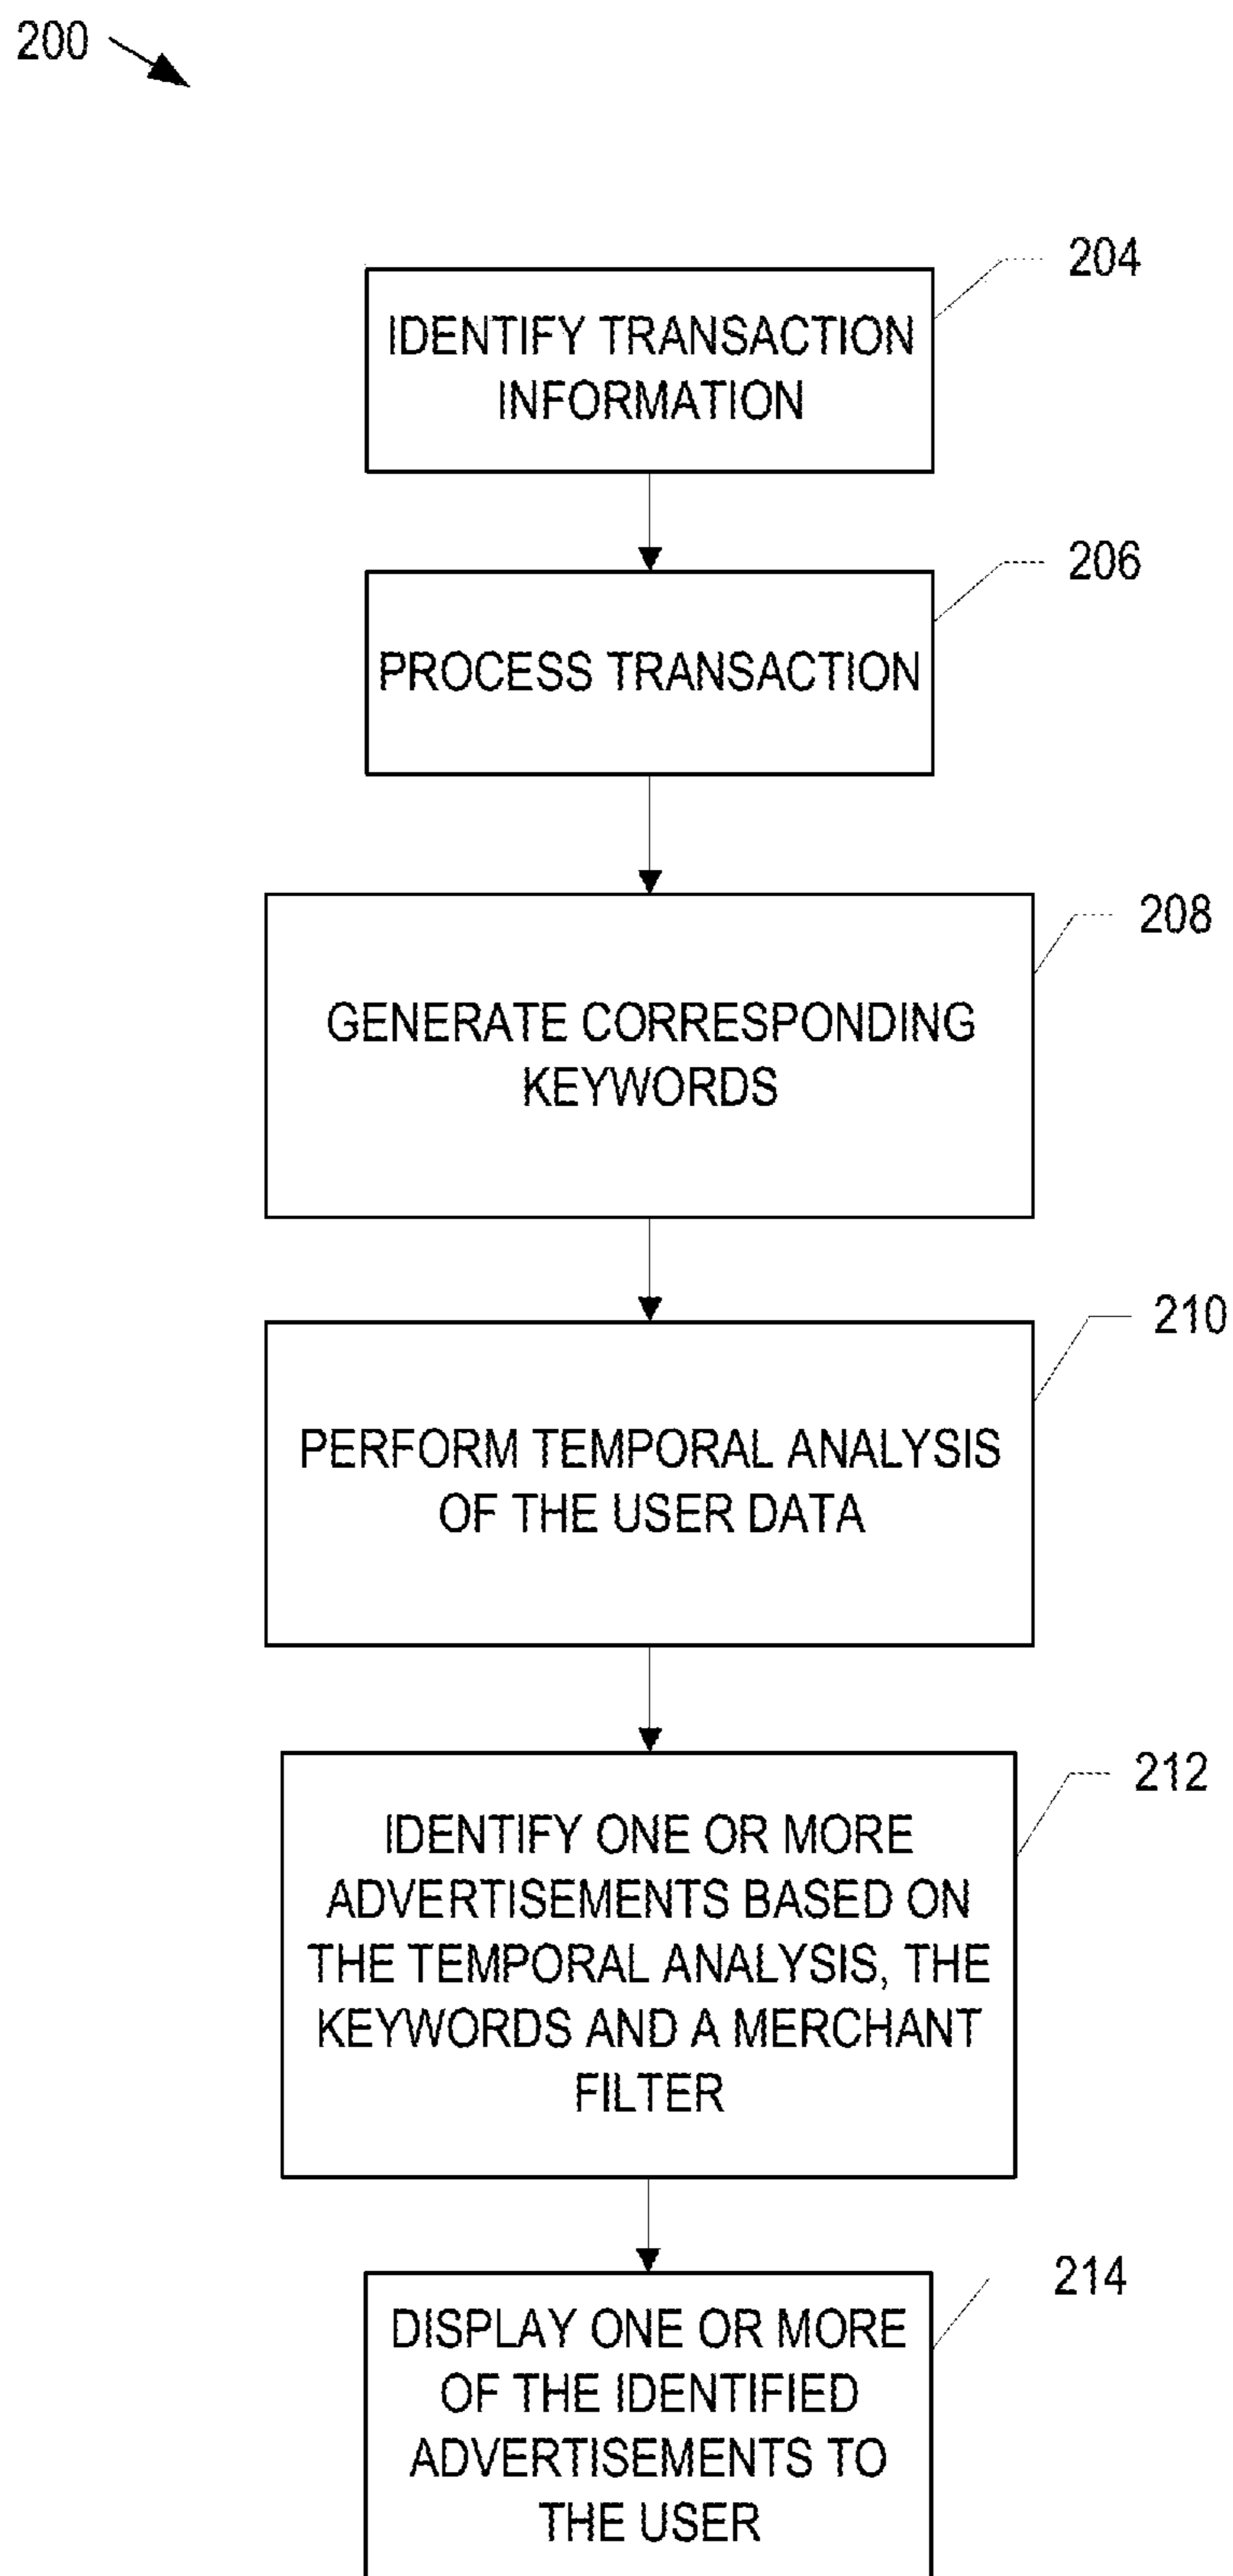 200
204
IDENTIFY TRANSACTION
INFORMATION
206
PROCESS TRANSACTION
208
GENERATE CORRESPONDING
KEYWORDS
210
PERFORM TEMPORAL ANALYSIS
OF THE USER DATA
212
IDENTIFY ONE OR MORE
ADVERTISEMENTS BASED ON
THE TEMPORAL ANALYSIS, THE
KEYWORDS AND A MERCHANT
FILTER
214
DISPLAY ONE OR MORE
OF THE IDENTIFIED
ADVERTISEMENTS TO
THE USER